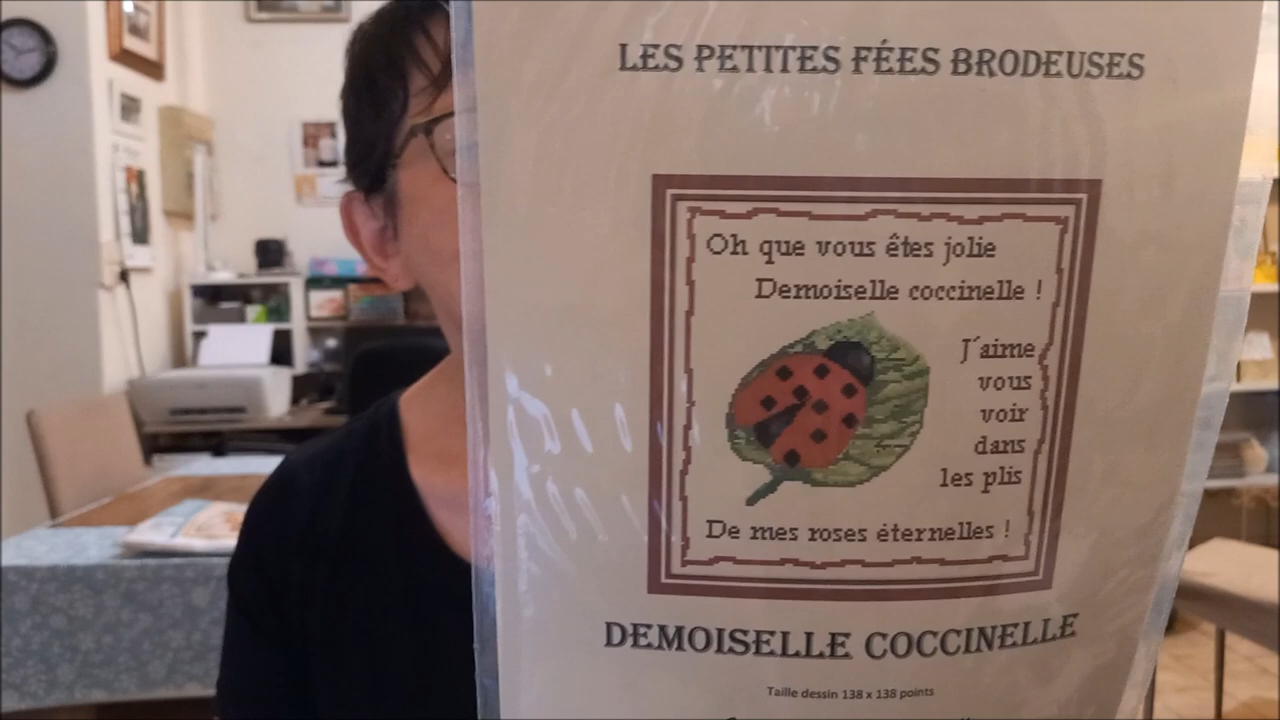 LES PETITES FÉES BRODEUSES
Oh que vous êtes jolie
Demoiselle coccinelle !
J'aime
vous
voir
dans
les plis
De mes roses éternelles !
DEMOISELLE COCCINELLE
Taille dessin 138 x 138 points